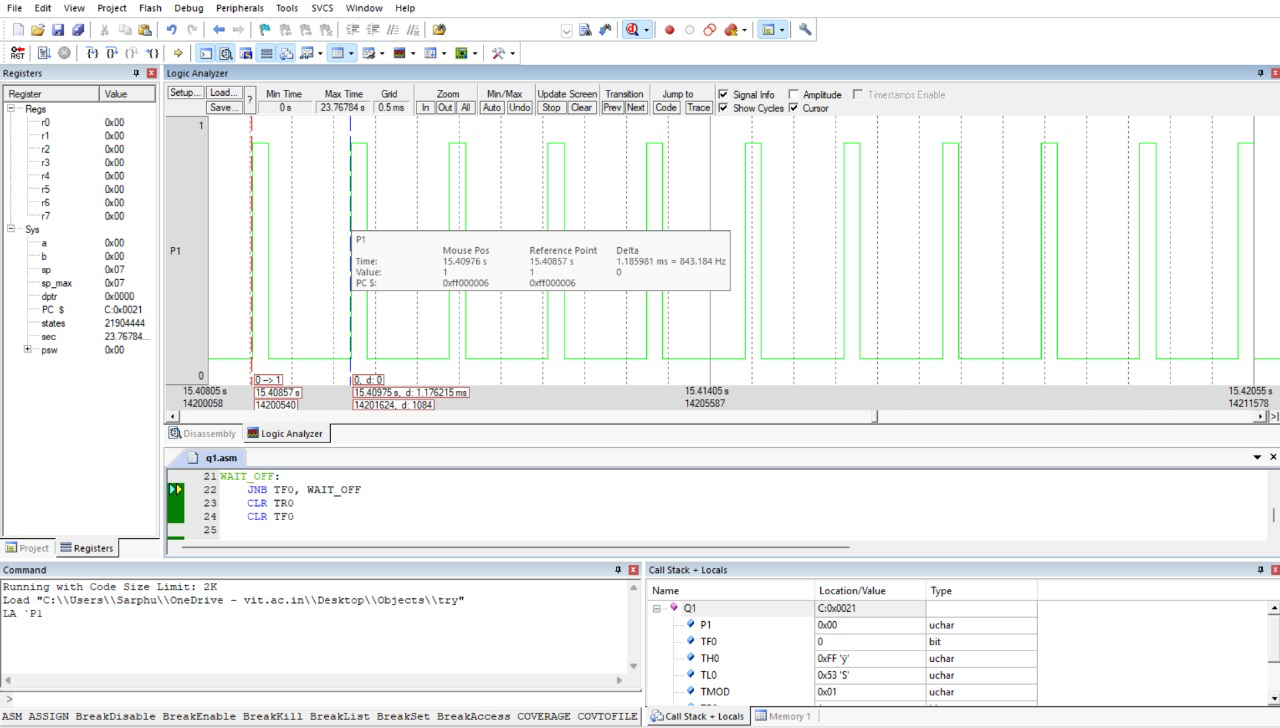 File Edit View Project Flash Debug Peripherals Tools SVCS Window Help
RST
Registers
Register Value
Regs
r0 0x00
r1 0x00
r2 0x00
r3 0x00
r4 0x00
r5 0x00
r6 0x00
r7 0x00
Sys
a 0x00
b 0x00
sp 0x07
sp_max 0x07
dptr 0x0000
PC $ C:0x0021
states 21904444
sec 23.76784...
psw 0x00
Project Registers
Logic Analyzer
Setup... Load... ? Min Time Max Time Grid Zoom Min/Max Update Screen Transition Jump to Signal Info Amplitude Timestamps Enable
Save... 0 s 23.76784 s 0.5 ms In Out All Auto Undo Stop Clear Prev Next Code Trace Show Cycles Cursor
1
P1
0
P1
Mouse Pos Reference Point Delta
Time: 15.40976 s 15.40857 s 1.185981 ms = 843.184 Hz
Value: 1 1 0
PC $: 0xff000006 0xff000006
0 --> 1 0, d: 0
15.40805 s 15.40857 s 15.40975 s, d: 1.176215 ms 15.41405 s 15.42055 s
14200058 14200540 14201624, d: 1084 14205587 14211578
Disassembly Logic Analyzer
q1.asm
21 WAIT_OFF:
22 JNB TF0, WAIT_OFF
23 CLR TR0
24 CLR TF0
25
Command
Running with Code Size Limit: 2K
Load "C:\\Users\\Sarphu\\OneDrive - vit.ac.in\\Desktop\\Objects\\try"
LA `P1
>
ASM ASSIGN BreakDisable BreakEnable BreakKill BreakList BreakSet BreakAccess COVERAGE COVTOFILE
Call Stack + Locals
Name Location/Value Type
Q1 C:0x0021
P1 0x00 uchar
TF0 0 bit
TH0 0xFF 'ÿ' uchar
TL0 0x53 'S' uchar
TMOD 0x01 uchar
Call Stack + Locals Memory 1